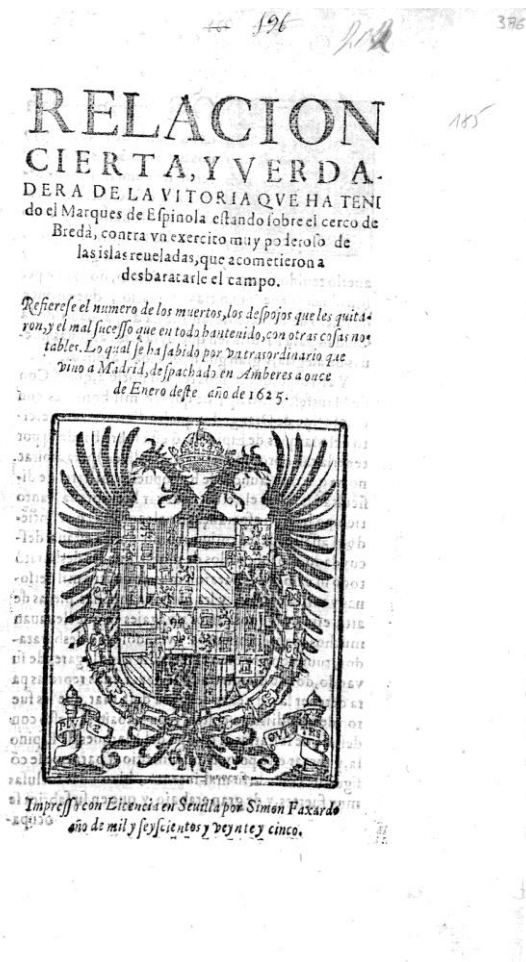 196
376
185
RELACION
CIERTA, Y VERDA-
DERA DE LA VITORIA QVE HA TENI
do el Marques de Espinola estando sobre el cerco de
Bredà, contra vn exercito muy poderoso de
las islas reueladas, que acometieron a
desbaratarle el campo.
Refierese el numero de los muertos, los despojos que les quita-
ron, y el mal sucesso que en todo han tenido, con otras cosas no-
tables. Lo qual se ha sabido por vn trasordinario que
vino a Madrid, despachado en Amberes a once
de Enero deste año de 1625.
PLVS
VLTRE
Impresso con Licencia en Seuilla por Simon Faxardo
año de mil y seyscientos y veynte y cinco.